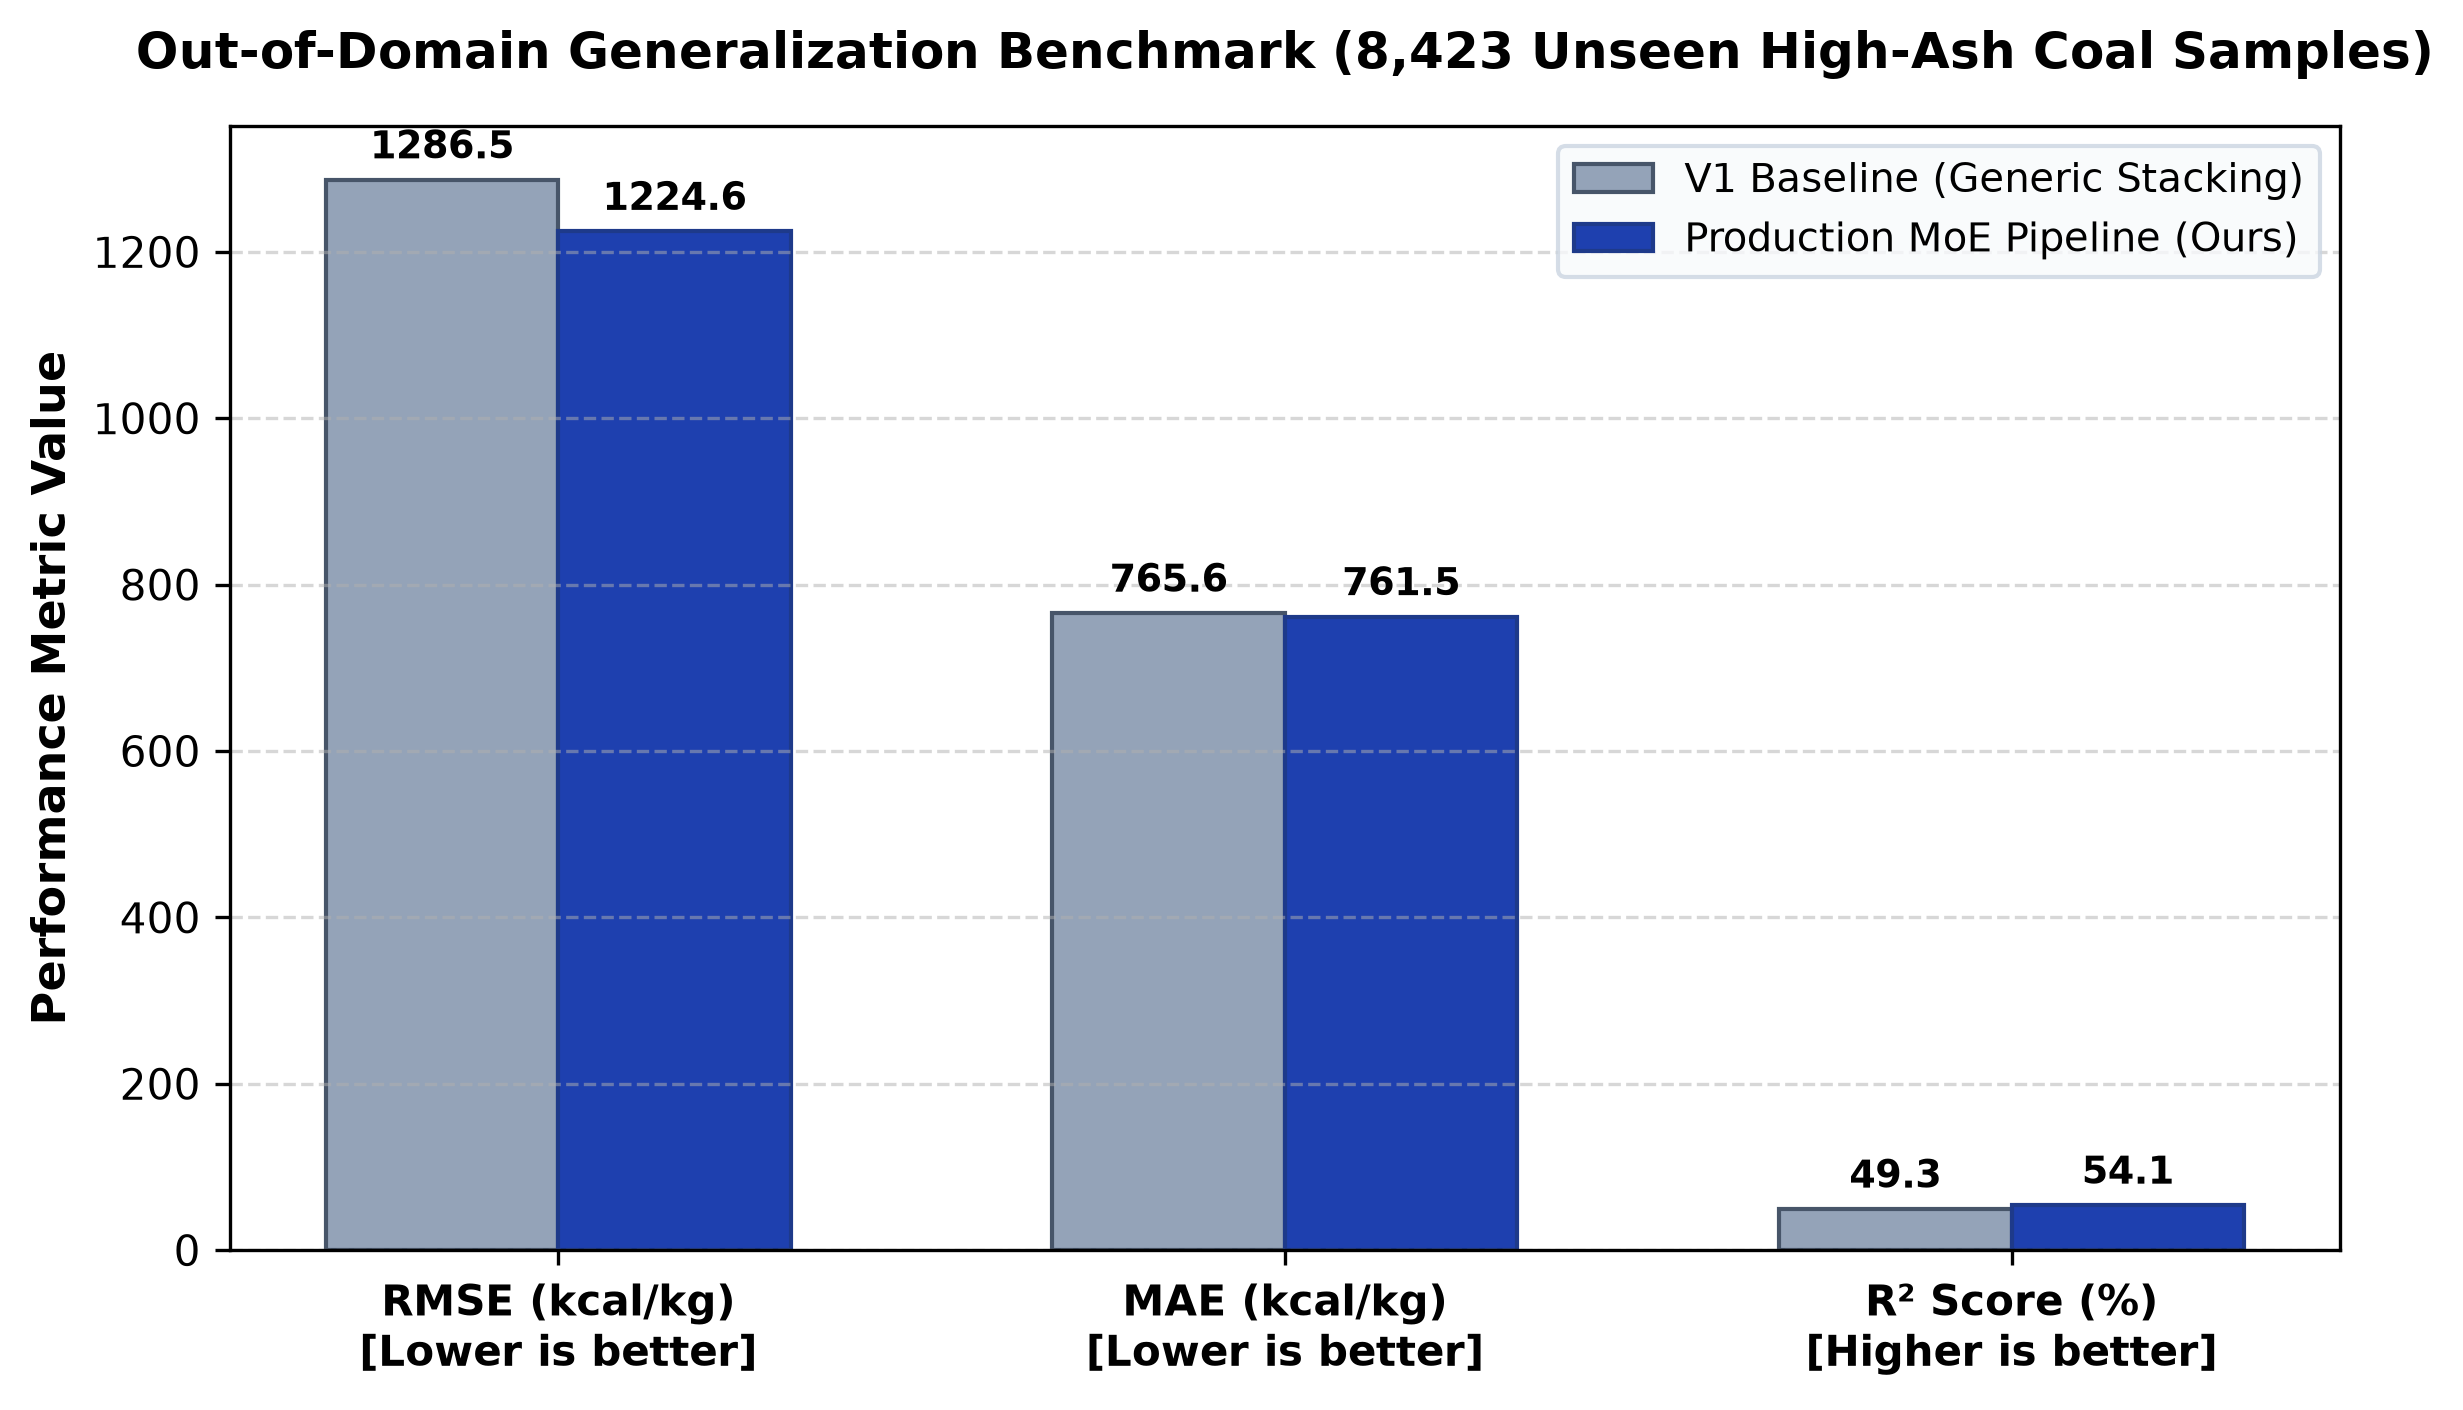 Out-of-Domain Generalization Benchmark (8,423 Unseen High-Ash Coal Samples)
1286.5
1224.6
V1 Baseline (Generic Stacking)
Production MoE Pipeline (Ours)
Performance Metric Value
1200
1000
800
600
400
200
0
765.6
761.5
49.3
54.1
RMSE (kcal/kg)
[Lower is better]
MAE (kcal/kg)
[Lower is better]
R² Score (%)
[Higher is better]